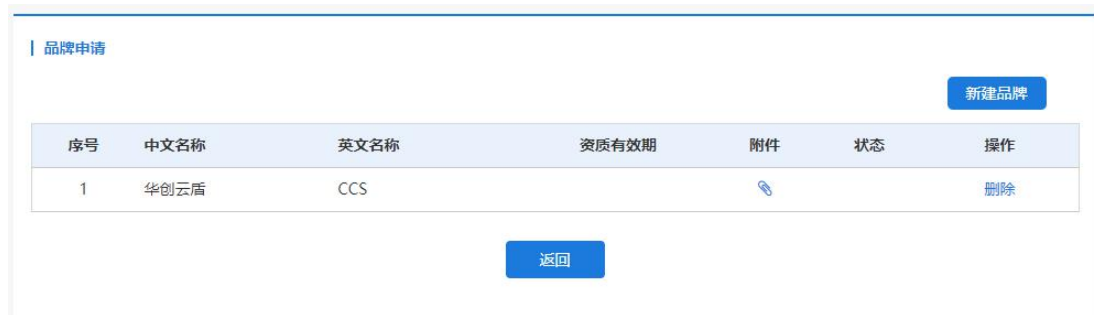 品牌申请
新建品牌
序号 中文名称 英文名称 资质有效期 附件 状态 操作
1 华创云盾 CCS 删除
返回